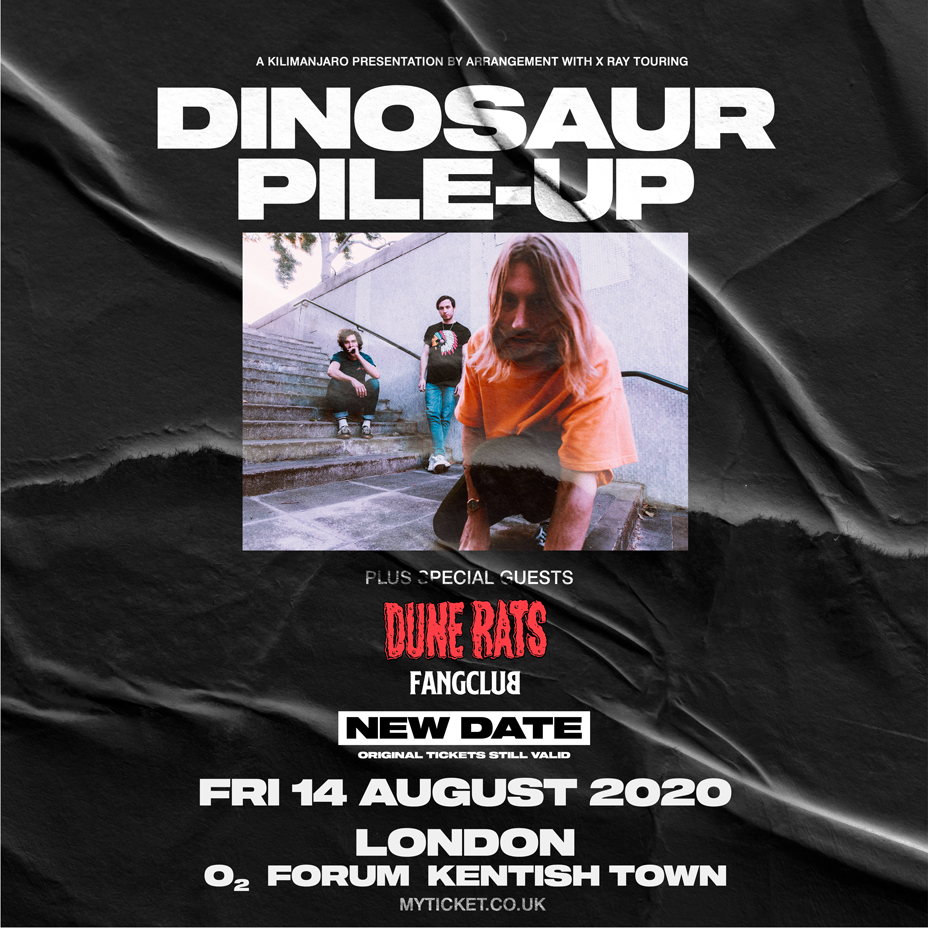 A KILIMANJARO PRESENTATION BY ARRANGEMENT WITH X RAY TOURING
DINOSAUR
PILE-UP
PLUS SPECIAL GUESTS
DUNE RATS
FANGCLUB
NEW DATE
ORIGINAL TICKETS STILL VALID
FRI 14 AUGUST 2020
LONDON
O2 FORUM KENTISH TOWN
MYTICKET.CO.UK